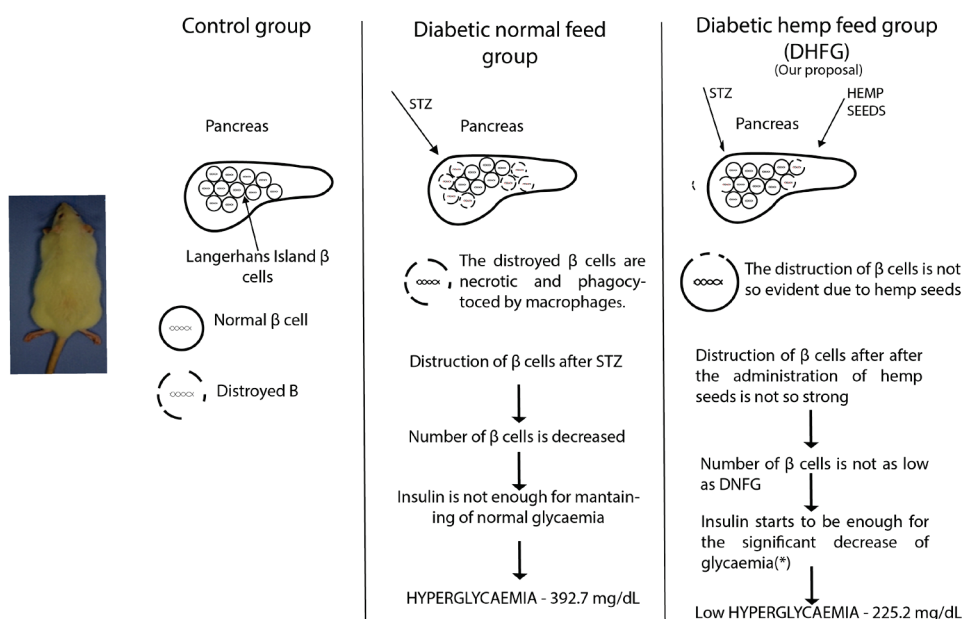 Control group
Pancreas
Langerhans Island β
cells
Normal β cell
Distroyed B
Diabetic normal feed
group
STZ
Pancreas
The distroyed β cells are
necrotic and phagocy-
toced by macrophages.
Distruction of β cells after STZ
Number of β cells is decreased
Insulin is not enough for mantain-
ing of normal glycaemia
HYPERGLYCAEMIA - 392.7 mg/dL
Diabetic hemp feed group
(DHFG)
(Our proposal)
STZ
HEMP
SEEDS
Pancreas
The distruction of β cells is not
so evident due to hemp seeds
Distruction of β cells after after
the administration of hemp
seeds is not so strong
Number of β cells is not as low
as DNFG
Insulin starts to be enough for
the significant decrease of
glycaemia(*)
Low HYPERGLYCAEMIA - 225.2 mg/dL